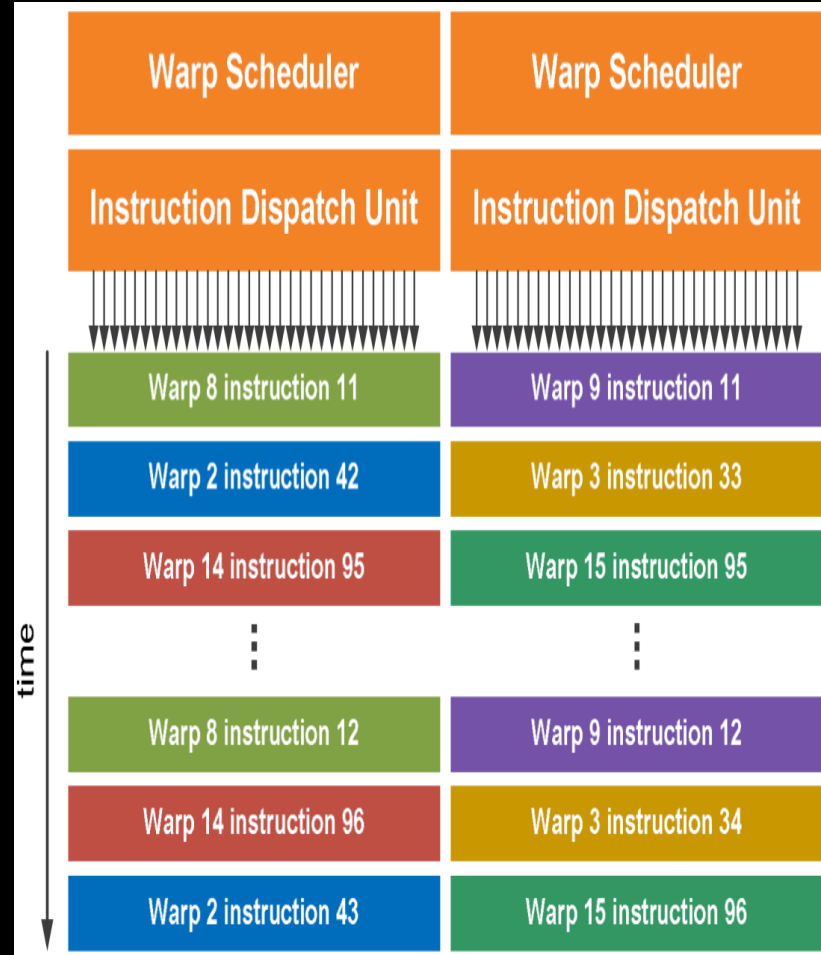 Warp Scheduler
Warp Scheduler
Instruction Dispatch Unit
Instruction Dispatch Unit
Warp 8 instruction 11
Warp 9 instruction 11
Warp 2 instruction 42
Warp 3 instruction 33
Warp 14 instruction 95
Warp 15 instruction 95
time
Warp 8 instruction 12
Warp 9 instruction 12
Warp 14 instruction 96
Warp 3 instruction 34
Warp 2 instruction 43
Warp 15 instruction 96